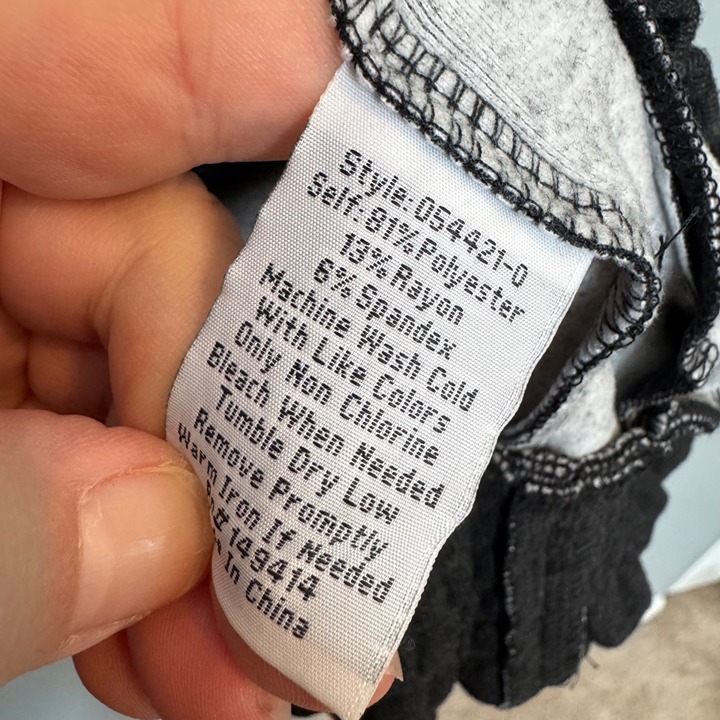 Style:054421-0
Self:81%Polyester
13% Rayon
6% Spandex
Machine Wash Cold
With Like Colors
Only Non Chlorine
Bleach When Needed
Tumble Dry Low
Remove Promptly
Warm Iron If Needed
149414
In China